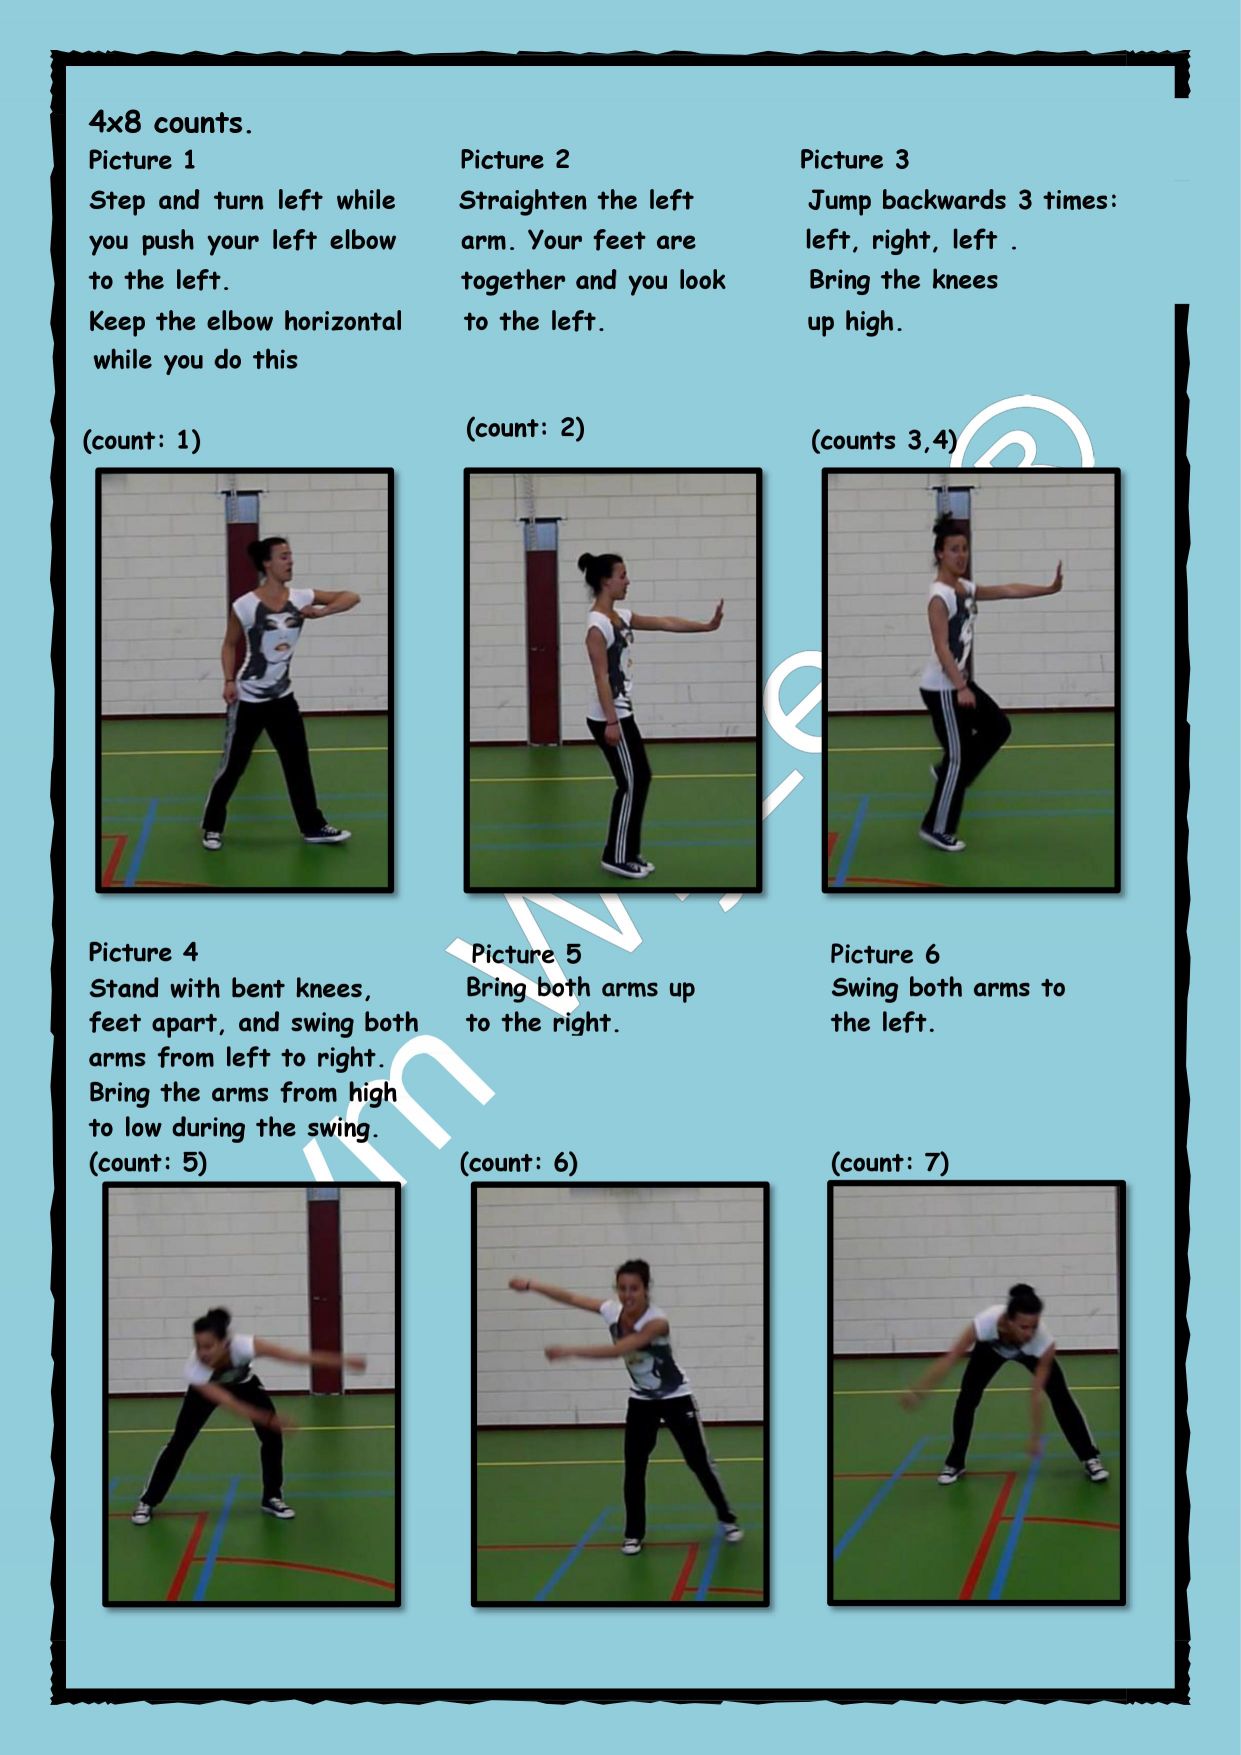 4x8 counts.
Picture 1
Step and turn left while
you push your left elbow
to the left.
Keep the elbow horizontal
while you do this
(count: 1)
Picture 2
Straighten the left
arm. Your feet are
together and you look
to the left.
(count: 2)
Picture 3
Jump backwards 3 times:
left, right, left .
Bring the knees
up high.
(counts 3,4)
Picture 4
Stand with bent knees,
feet apart, and swing both
arms from left to right.
Bring the arms from high
to low during the swing.
(count: 5)
Picture 5
Bring both arms up
to the right.
(count: 6)
Picture 6
Swing both arms to
the left.
(count: 7)